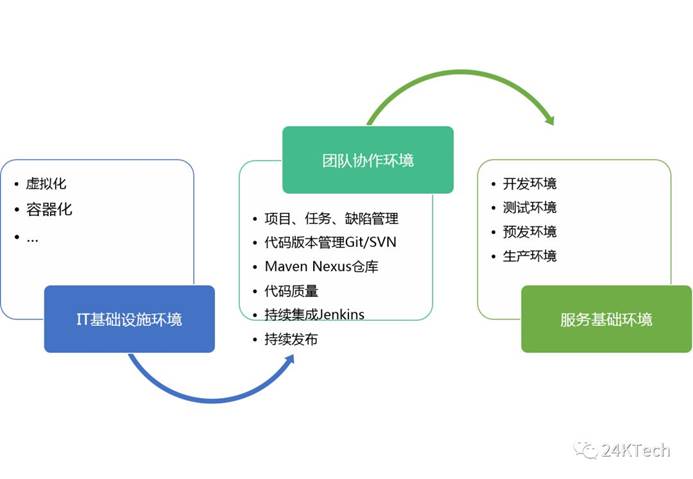 虚拟化
容器化
...
IT基础设施环境
团队协作环境
项目、任务、缺陷管理
代码版本管理Git/SVN
Maven Nexus仓库
代码质量
持续集成Jenkins
持续发布
开发环境
测试环境
预发环境
生产环境
服务基础环境
24KTech